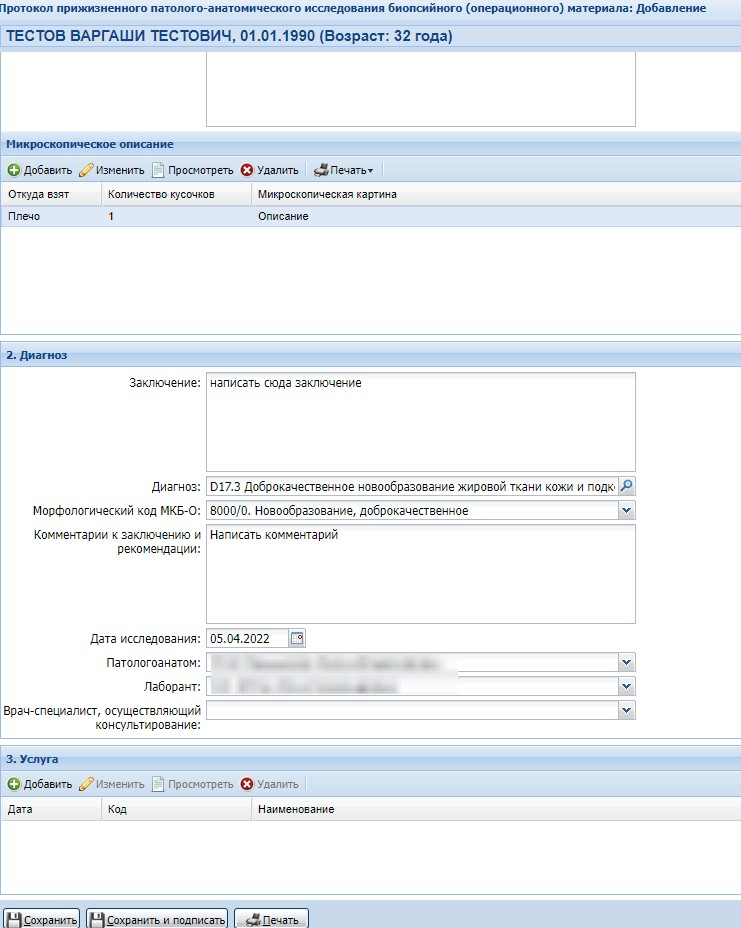 Протокол прижизненного патолого-анатомического исследования биопсийного (операционного) материала: Добавление
ТЕСТОВ ВАРГАШИ ТЕСТОВИЧ, 01.01.1990 (Возраст: 32 года)
Микроскопическое описание
Добавить Изменить Просмотреть Удалить Печать
Откуда взят Количество кусочков Микроскопическая картина
Плечо 1 Описание
2. Диагноз
Заключение: написать сюда заключение
Диагноз: D17.3 Доброкачественное новообразование жировой ткани кожи и
Морфологический код МКБ-О: 8000/0. Новообразование, доброкачественное
Комментарии к заключению и Написать комментарий
рекомендации:
Дата исследования: 05.04.2022
Патологоанатом:
Лаборант:
Врач-специалист, осуществляющий
консультирование:
3. Услуга
Добавить Изменить Просмотреть Удалить
Дата Код Наименование
Сохранить Сохранить и подписать Печать